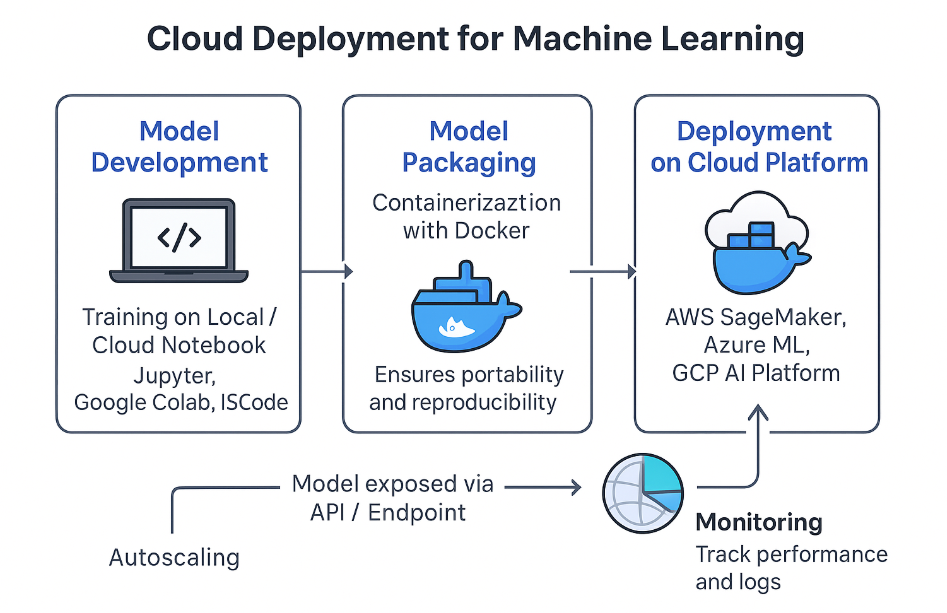 Cloud Deployment for Machine Learning
Model
Development
</>
Training on Local /
Cloud Notebook
Jupyter,
Google Colab, ISCode
Model
Packaging
Containerizaztion
with Docker
Ensures portability
and reproducibility
Deployment
on Cloud Platform
AWS SageMaker,
Azure ML,
GCP AI Platform
Autoscaling
Model exposed via
API / Endpoint
Monitoring
Track performance
and logs